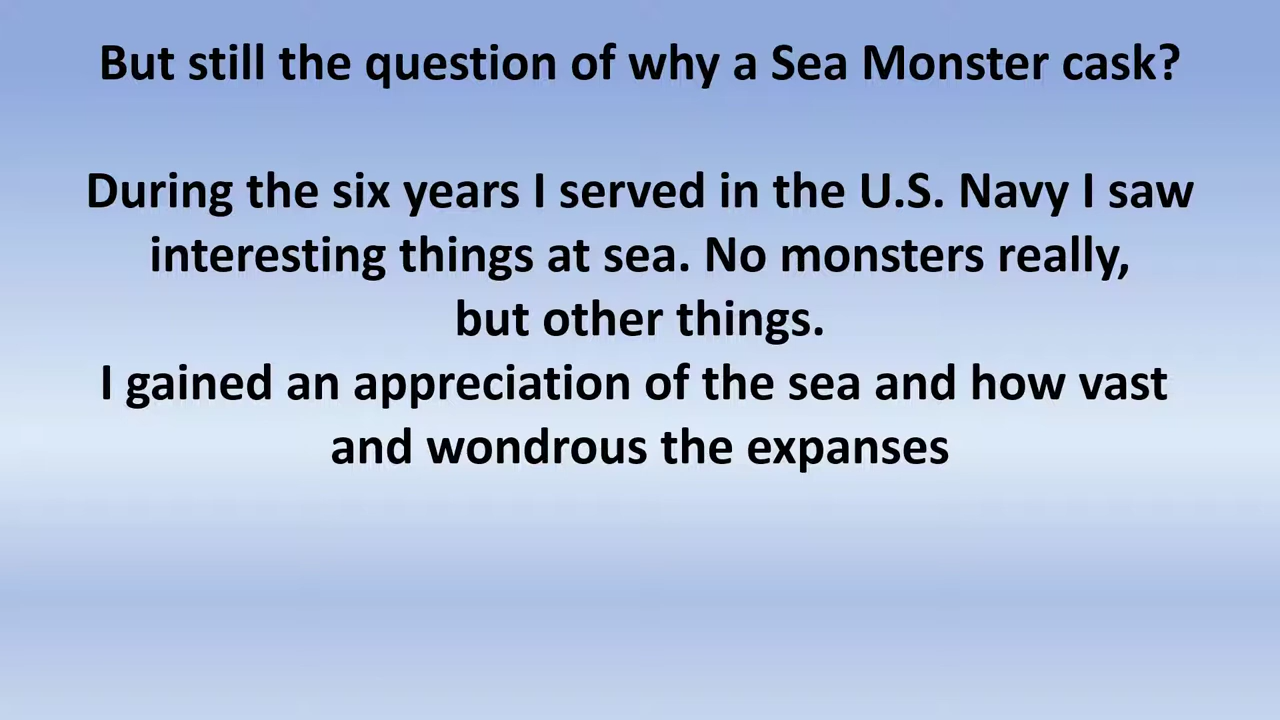 But still the question of why a Sea Monster cask?
During the six years I served in the U.S. Navy I saw
interesting things at sea. No monsters really,
but other things.
I gained an appreciation of the sea and how vast
and wondrous the expanses